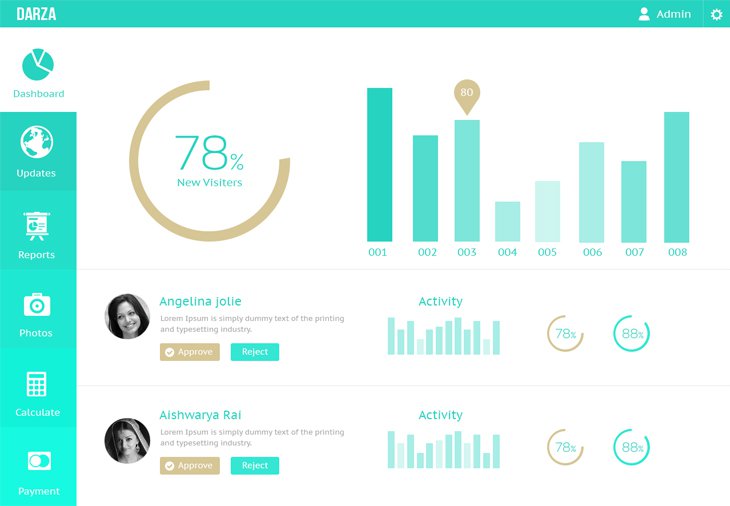 DARZA
Admin
Dashboard
Updates
Reports
Photos
Calculate
Payment
78%
New Visiters
80
001 002 003 004 005 006 007 008
Angelina jolie
Lorem Ipsum is simply dummy text of the printing
and typesetting industry.
Approve Reject
Activity
78% 88%
Aishwarya Rai
Lorem Ipsum is simply dummy text of the printing
and typesetting industry.
Approve Reject
Activity
78% 88%